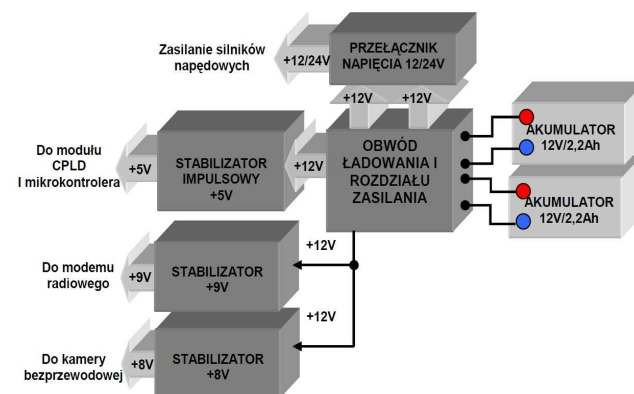 Zasilanie silników
napędowych
+12/24V
PRZEŁĄCZNIK
NAPIĘCIA 12/24V
+12V
+12V
Do modułu
CPLD
I mikrokontrolera
+5V
STABILIZATOR
IMPULSOWY
+5V
+12V
OBWÓD
ŁADOWANIA I
ROZDZIAŁU
ZASILANIA
AKUMULATOR
12V/2,2Ah
AKUMULATOR
12V/2,2Ah
+12V
Do modemu
radiowego
+9V
STABILIZATOR
+9V
+12V
Do kamery
bezprzewodowej
+8V
STABILIZATOR
+8V